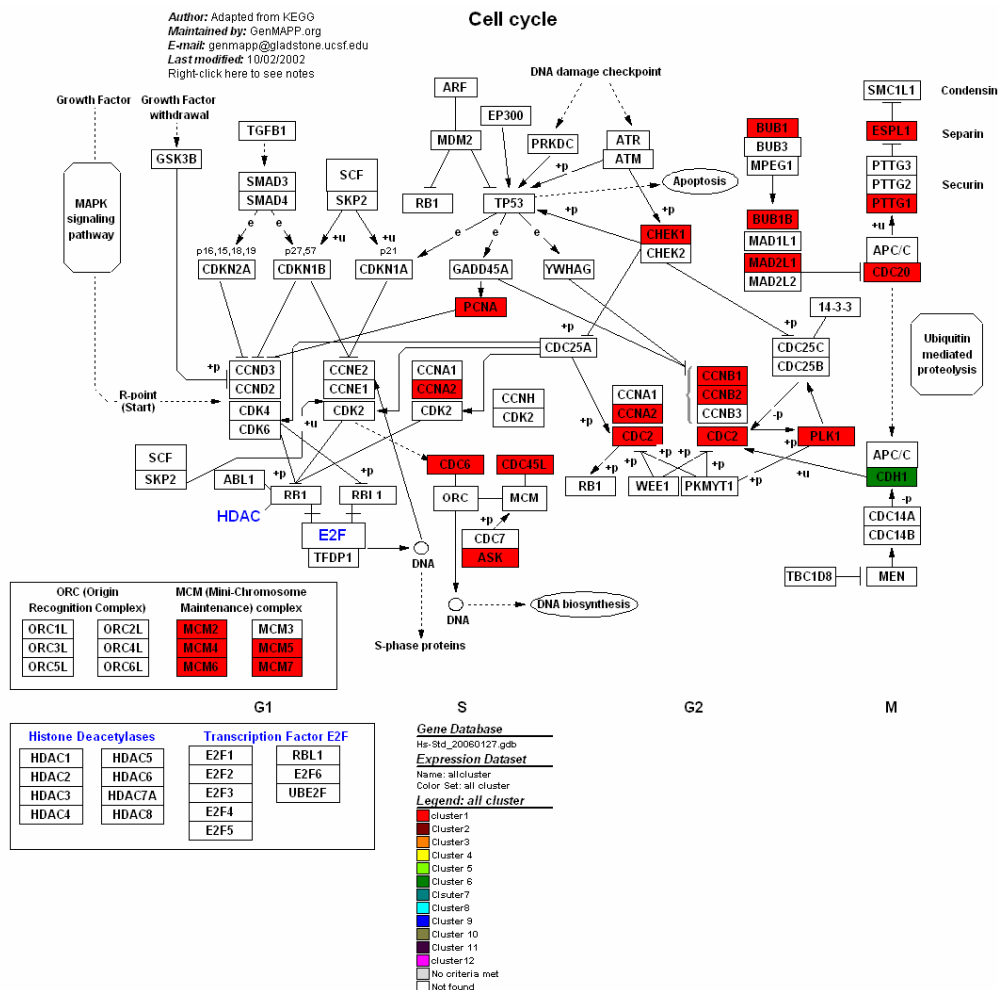 Cell cycle
Author: Adapted from KEGG
Maintained by: GenMAPP.org
E-mail: genmapp@gladstone.ucsf.edu
Last modified: 10/02/2002
Right-click here to see notes
Growth Factor
Growth Factor
withdrawal
GSK3B
MAPK
signaling
pathway
R-point
(Start)
TGFB1
SMAD3
SMAD4
SCF
SKP2
e
e
+u
+u
p16,15,18,19
p27,57
p21
CDKN2A
CDKN1B
CDKN1A
ARF
MDM2
RB1
EP300
TP53
DNA damage checkpoint
PRKDC
ATR
ATM
+p
+p
+p
Apoptosis
e
e
e
GADD45A
YWHAG
PCNA
CHEK1
CHEK2
BUB1
BUB3
MPEG1
BUB1B
MAD1L1
MAD2L1
MAD2L2
SMC1L1
Condensin
ESPL1
Separin
PTTG3
PTTG2
Securin
PTTG1
+u
APC/C
CDC20
14-3-3
+p
CDC25C
CDC25B
Ubiquitin
mediated
proteolysis
+p
CDC25A
+p
CCND3
CCND2
CDK4
CDK6
CCNE2
CCNE1
CDK2
+u
CCNA1
CCNA2
CDK2
CCNH
CDK2
CCNA1
CCNA2
CDC2
+p
CCNB1
CCNB2
CCNB3
CDC2
-p
+p
PLK1
+p
RB1
WEE1
+p
PKMYT1
+p
+p
+u
APC/C
CDH1
-p
CDC14A
CDC14B
TBC1D8
MEN
SCF
SKP2
ABL1
HDAC
+p
RB1
+p
RBL1
E2F
TFDP1
DNA
S-phase proteins
CDC6
CDC45L
ORC
MCM
+p
CDC7
ASK
DNA
DNA biosynthesis
ORC (Origin
Recognition Complex)
ORC1L
ORC2L
ORC3L
ORC4L
ORC5L
ORC6L
MCM (Mini-Chromosome
Maintenance) complex
MCM2
MCM3
MCM4
MCM5
MCM6
MCM7
G1
S
G2
M
Histone Deacetylases
HDAC1
HDAC5
HDAC2
HDAC6
HDAC3
HDAC7A
HDAC4
HDAC8
Transcription Factor E2F
E2F1
RBL1
E2F2
E2F6
E2F3
UBE2F
E2F4
E2F5
Gene Database
Hs-Std_20060127.gdb
Expression Dataset
Name: allcluster
Color Set: all cluster
Legend: all cluster
cluster1
Cluster2
Cluster3
Cluster 4
Cluster 5
Cluster 6
Clsuter7
Cluster8
Cluster 9
Cluster 10
Cluster 11
cluster12
No criteria met
Not found